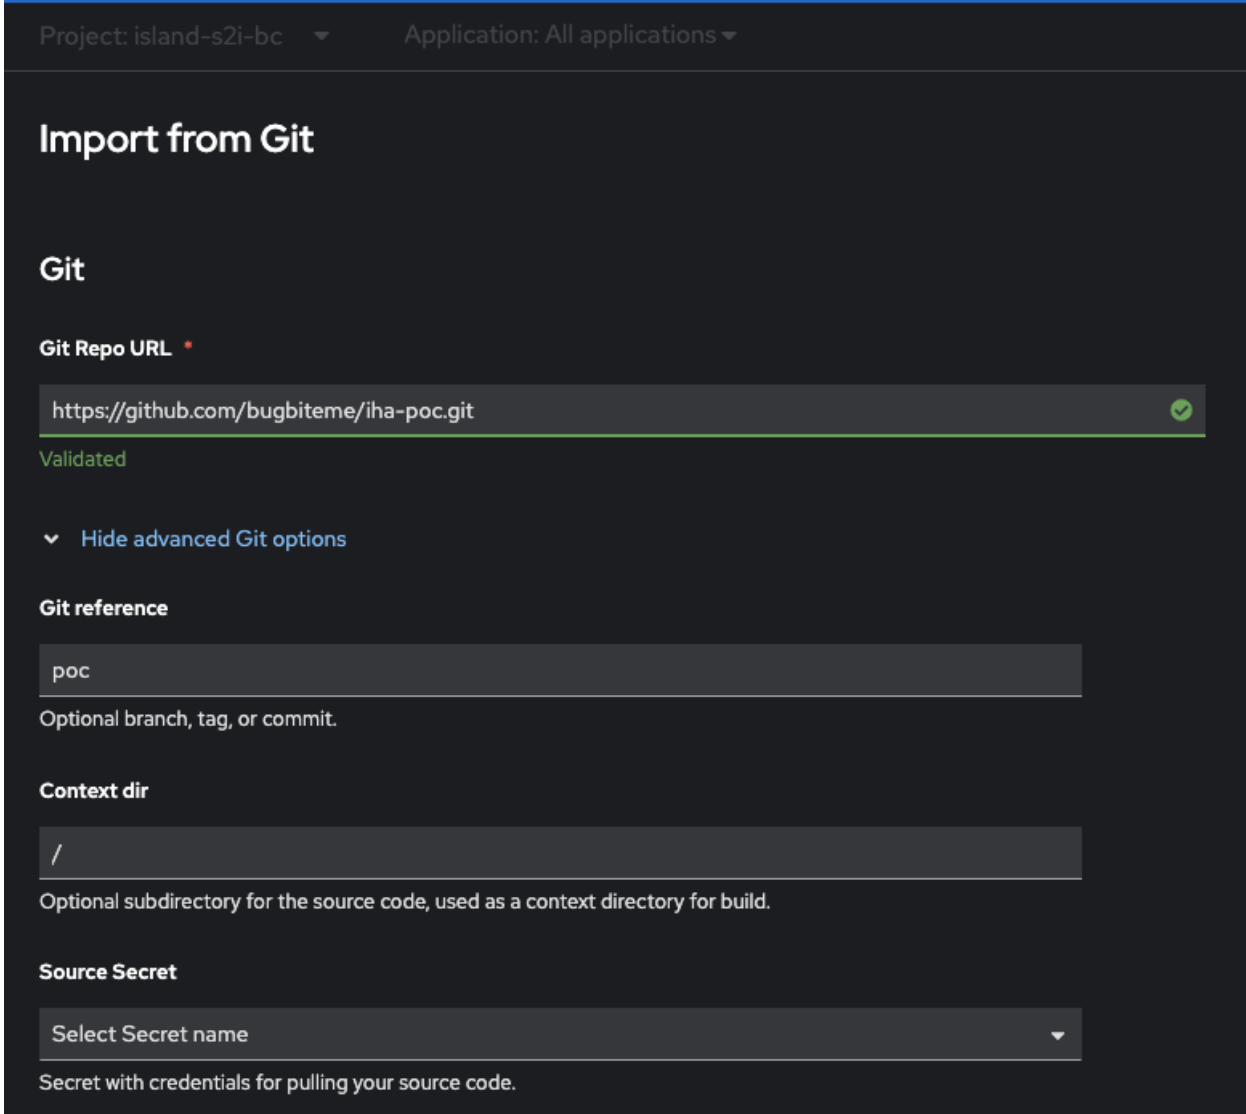 Project: island-s2i-bc Application: All applications
Import from Git
Git
Git Repo URL *
https://github.com/bugbiteme/iha-poc.git
Validated
Hide advanced Git options
Git reference
poc
Optional branch, tag, or commit.
Context dir
/
Optional subdirectory for the source code, used as a context directory for build.
Source Secret
Select Secret name
Secret with credentials for pulling your source code.